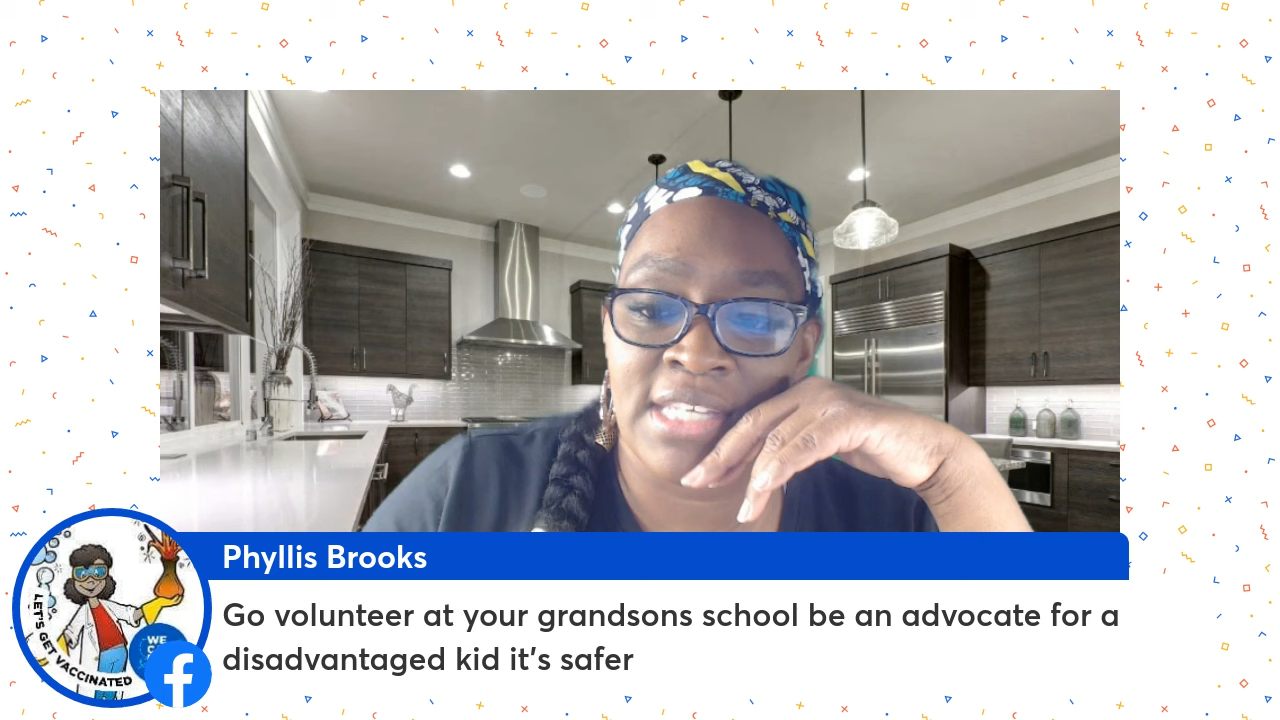 Phyllis Brooks
Go volunteer at your grandsons school be an advocate for a
disadvantaged kid it's safer
LET'S GET VACCINATED
WE